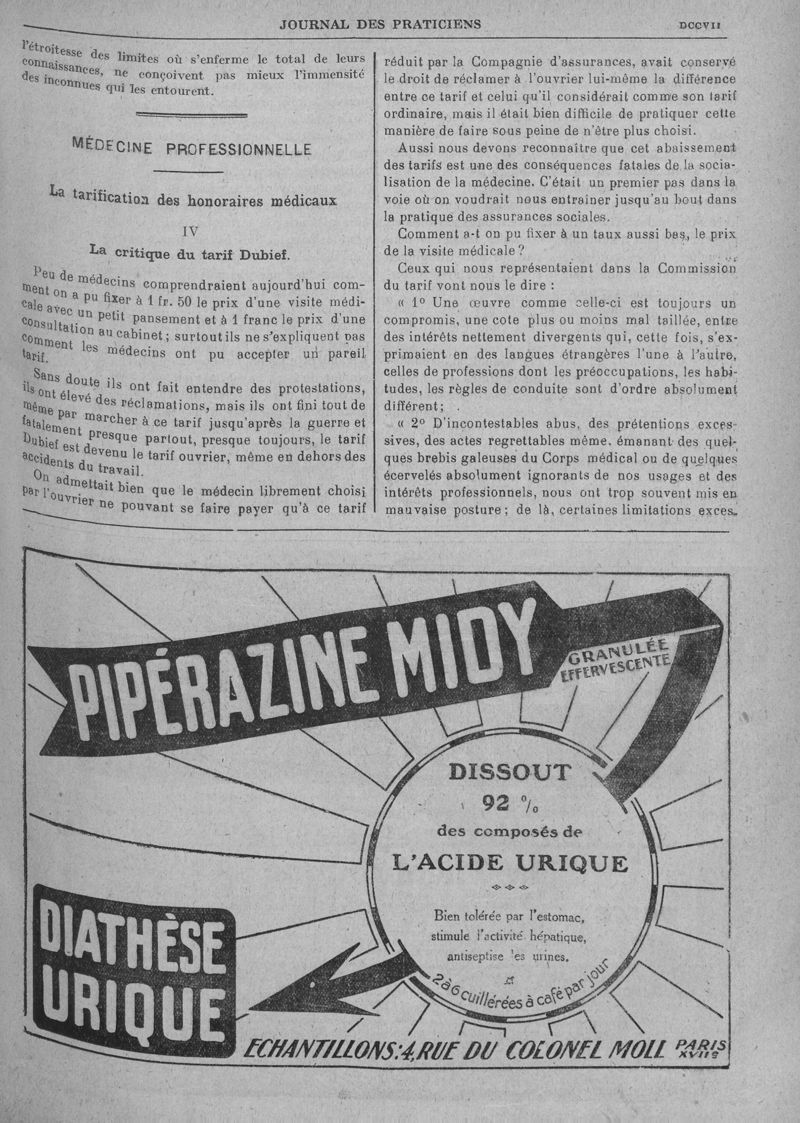 JOURNAL DES PRATICIENS
DCCVII
l'étroitesse des limites où s'enferme le total de leurs
connaissances, ne conçoivent pas mieux l'immensité
des inconnues qui les entourent.
MÉDECINE PROFESSIONNELLE
La tarification des honoraires médicaux
IV
La critique du tarif Dubief.
Peu de médecins comprendraient aujourd'hui com-
ment on a pu fixer à 1 fr. 50 le prix d'une visite médi-
cale avec un petit pansement et à 1 franc le prix d'une
consultation au cabinet ; surtout ils ne s'expliquent pas
comment les médecins ont pu accepter un pareil
tarif.
Sans doute ils ont fait entendre des protestations,
ils ont élevé des réclamations, mais ils ont fini tout de
même par marcher à ce tarif jusqu'après la guerre et
fatalement presque partout, presque toujours, le tarif
Dubief est devenu le tarif ouvrier, même en dehors des
accidents du travail.
On admettait bien que le médecin librement choisi
par l'ouvrier ne pouvant se faire payer qu'à ce tarif
réduit par la Compagnie d'assurances, avait conservé
le droit de réclamer à l'ouvrier lui-même la différence
entre ce tarif et celui qu'il considérait comme son tarif
ordinaire, mais il était bien difficile de pratiquer cette
manière de faire sous peine de n'être plus choisi.
Aussi nous devons reconnaître que cet abaissement
des tarifs est une des conséquences fatales de la socia-
lisation de la médecine. C'était un premier pas dans la
voie où on voudrait nous entraîner jusqu'au bout dans
la pratique des assurances sociales.
Comment a-t on pu fixer à un taux aussi bas, le prix
de la visite médicale ?
Ceux qui nous représentaient dans la Commission
du tarif vont nous le dire :
« 1° Une œuvre comme celle-ci est toujours un
compromis, une cote plus ou moins mal taillée, entre
des intérêts nettement divergents qui, cette fois, s'ex-
primaient en des langues étrangères l'une à l'autre,
celles de professions dont les préoccupations, les habi-
tudes, les règles de conduite sont d'ordre absolument
différent ;
« 2° D'incontestables abus, des prétentions exces-
sives, des actes regrettables même, émanant des quel-
ques brebis galeuses du Corps médical ou de quelques
écervelés absolument ignorants de nos usages et des
intérêts professionnels, nous ont trop souvent mis en
mauvaise posture ; de là, certaines limitations exces-
PIPÉRAZINE MIDY
GRANULÉE
EFFERVESCENTE
DISSOUT
92 %
des composés de
L'ACIDE URIQUE
Bien tolérée par l'estomac,
stimule l'activité hépatique,
antiseptise les urines.
2 à 6 cuillérées à café par jour
DIATHÈSE
URIQUE
ECHANTILLONS: 4, RUE DU COLONEL MOLL PARIS
XVIIe